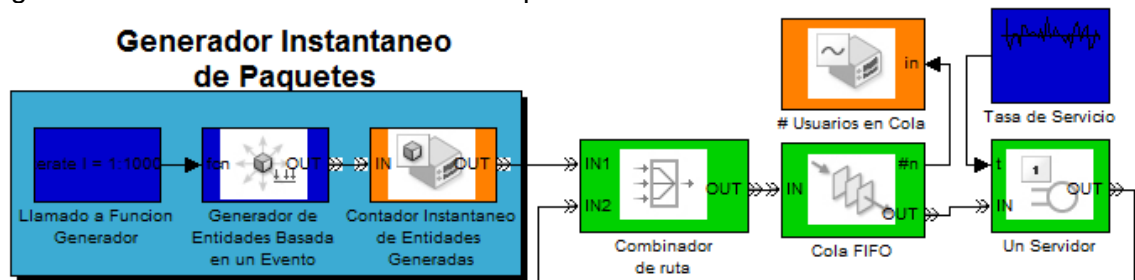 Generador Instantaneo
de Paquetes
erate I = 1:1000
fcn
OUT
IN
OUT
Llamado a Funcion
Generador
Generador de
Entidades Basada
en un Evento
Contador Instantaneo
de Entidades
Generadas
IN1
IN2
OUT
Combinador
de ruta
in
# Usuarios en Cola
IN
#n
OUT
Cola FIFO
Tasa de Servicio
t
1
IN
OUT
Un Servidor